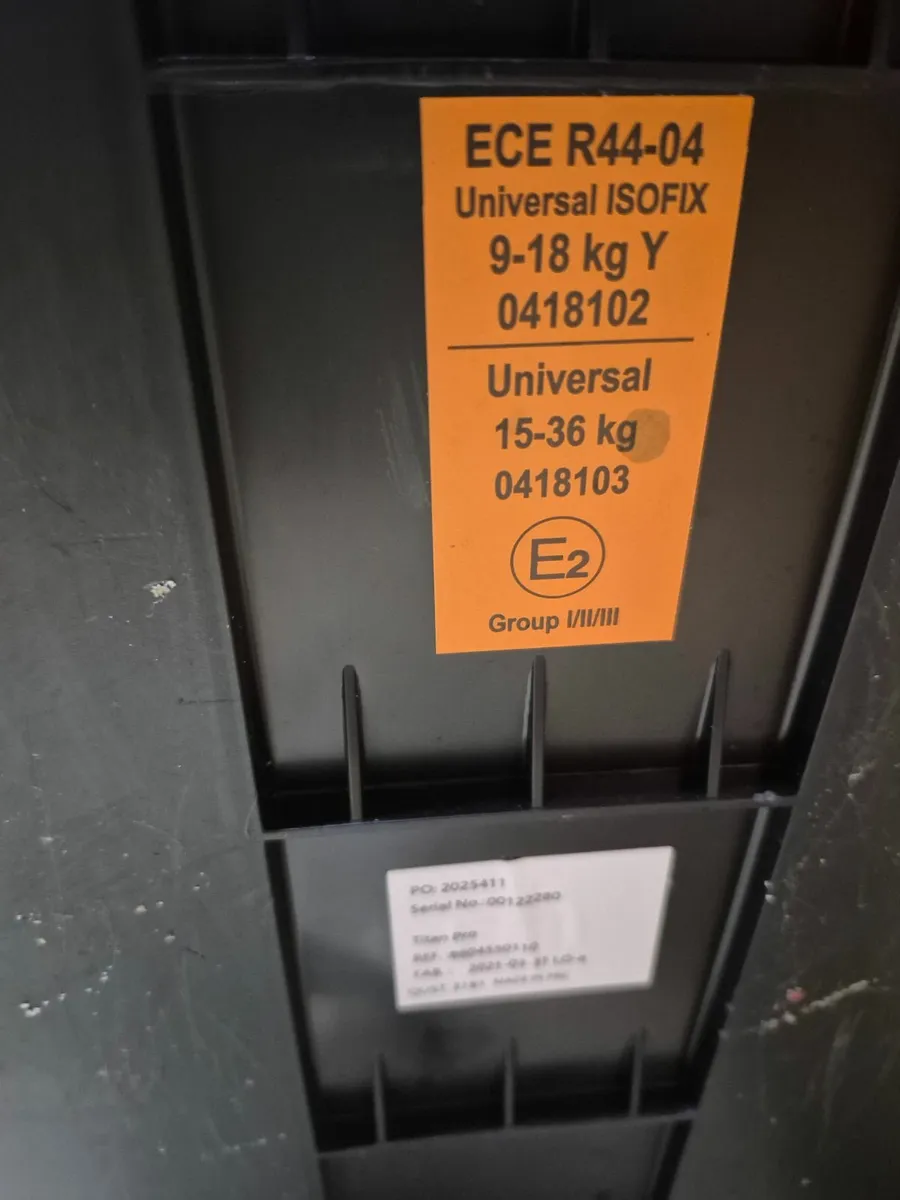 ECE R44-04
Universal ISOFIX
9-18 kg Y
0418102
Universal
15-36 kg
0418103
E2
Group I/II/III
PO: 2025411
Serial No 00122280
Titan Pro
REF.